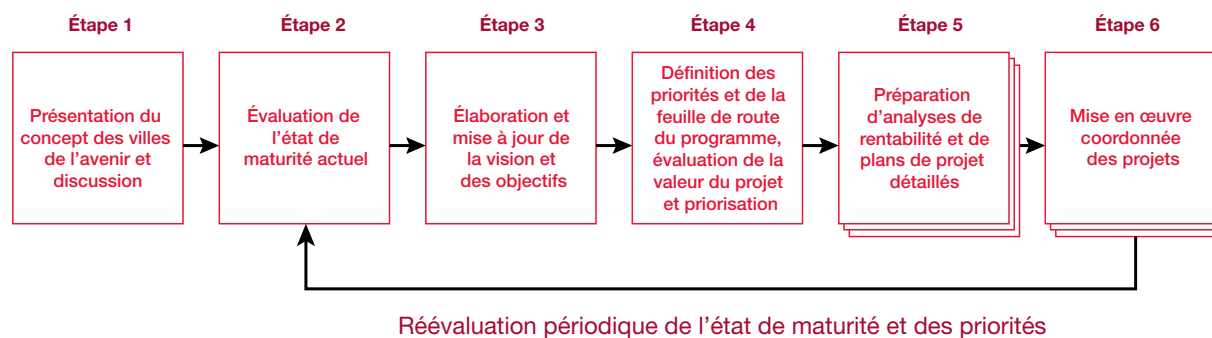 Étape 1
Présentation du
concept des villes
de l’avenir et
discussion
Étape 2
Évaluation de
l’état de
maturité actuel
Étape 3
Élaboration et
mise à jour de
la vision et
des objectifs
Étape 4
Définition des
priorités et de la
feuille de route
du programme,
évaluation de la
valeur du projet
et priorisation
Étape 5
Préparation
d’analyses de
rentabilité et de
plans de projet
détaillés
Étape 6
Mise en œuvre
coordonnée
des projets
Réévaluation périodique de l’état de maturité et des priorités